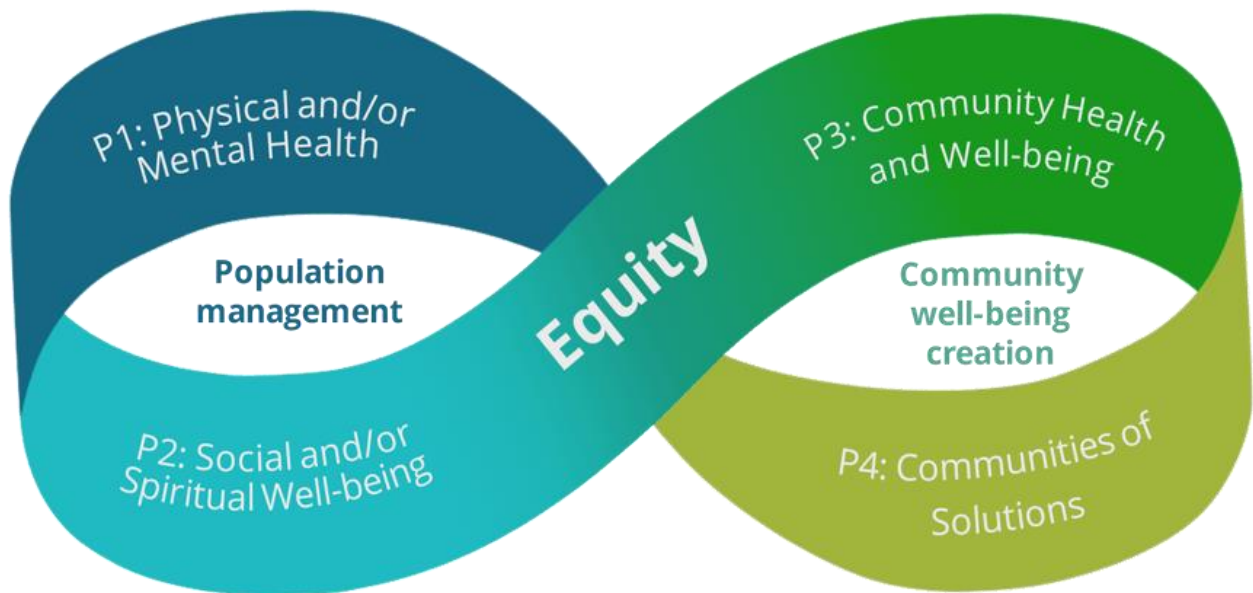 P1: Physical and/or
Mental Health
Population
management
P2: Social and/or
Spiritual Well-being
Equity
P3: Community Health
and Well-being
Community
well-being
creation
P4: Communities of
Solutions